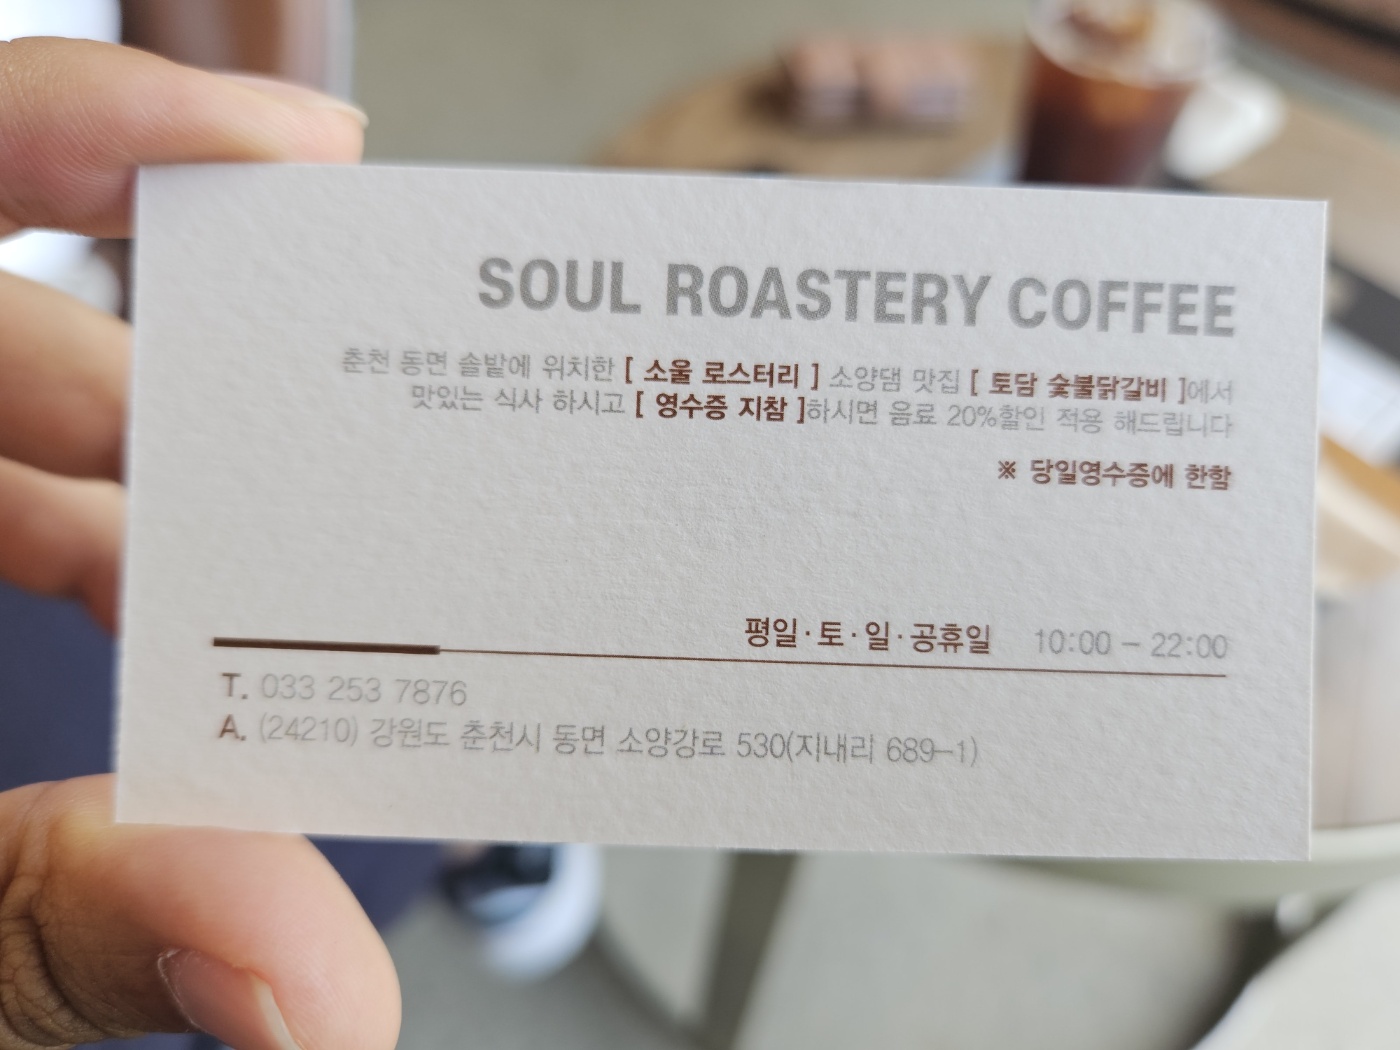 SOUL ROASTERY COFFEE
춘천 동면 솔밭에 위치한 [ 소울 로스터리 ] 소양댐 맛집 [ 토담 숯불닭갈비 ]에서
맛있는 식사 하시고 [ 영수증 지참 ]하시면 음료 20%할인 적용 해드립니다
※ 당일영수증에 한함
평일·토·일·공휴일 10:00 – 22:00
T. 033 253 7876
A. (24210) 강원도 춘천시 동면 소양강로 530(지내리 689-1)